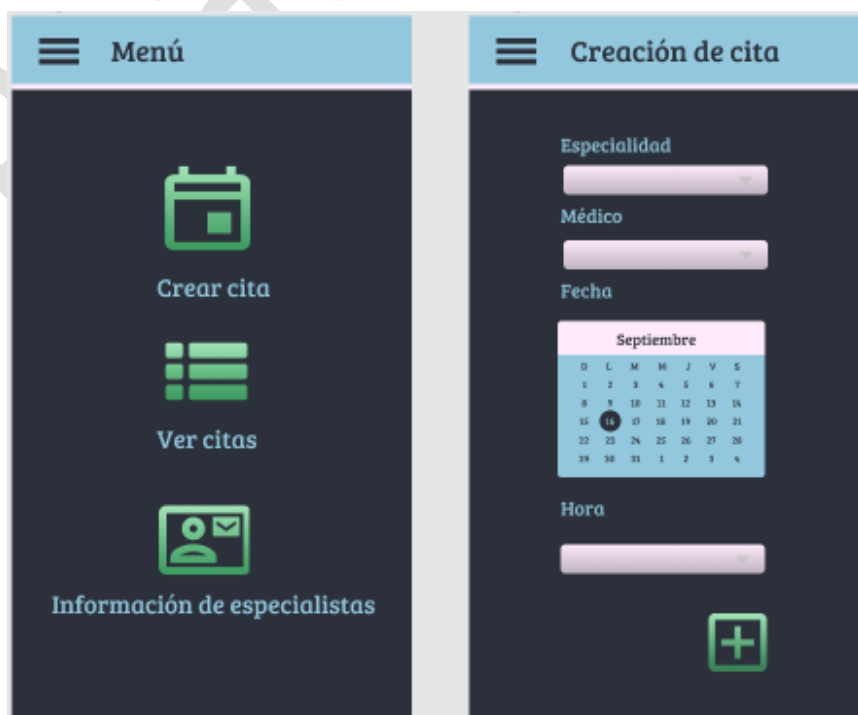 Menú
Crear cita
Ver citas
Información de especialistas
Creación de cita
Especialidad
Médico
Fecha
Septiembre
D L M M J V S
1 2 3 4 5 6 7
8 9 10 11 12 13 14
15 16 17 18 19 20 21
22 23 24 25 26 27 28
29 30 31 1 2 3 4
Hora